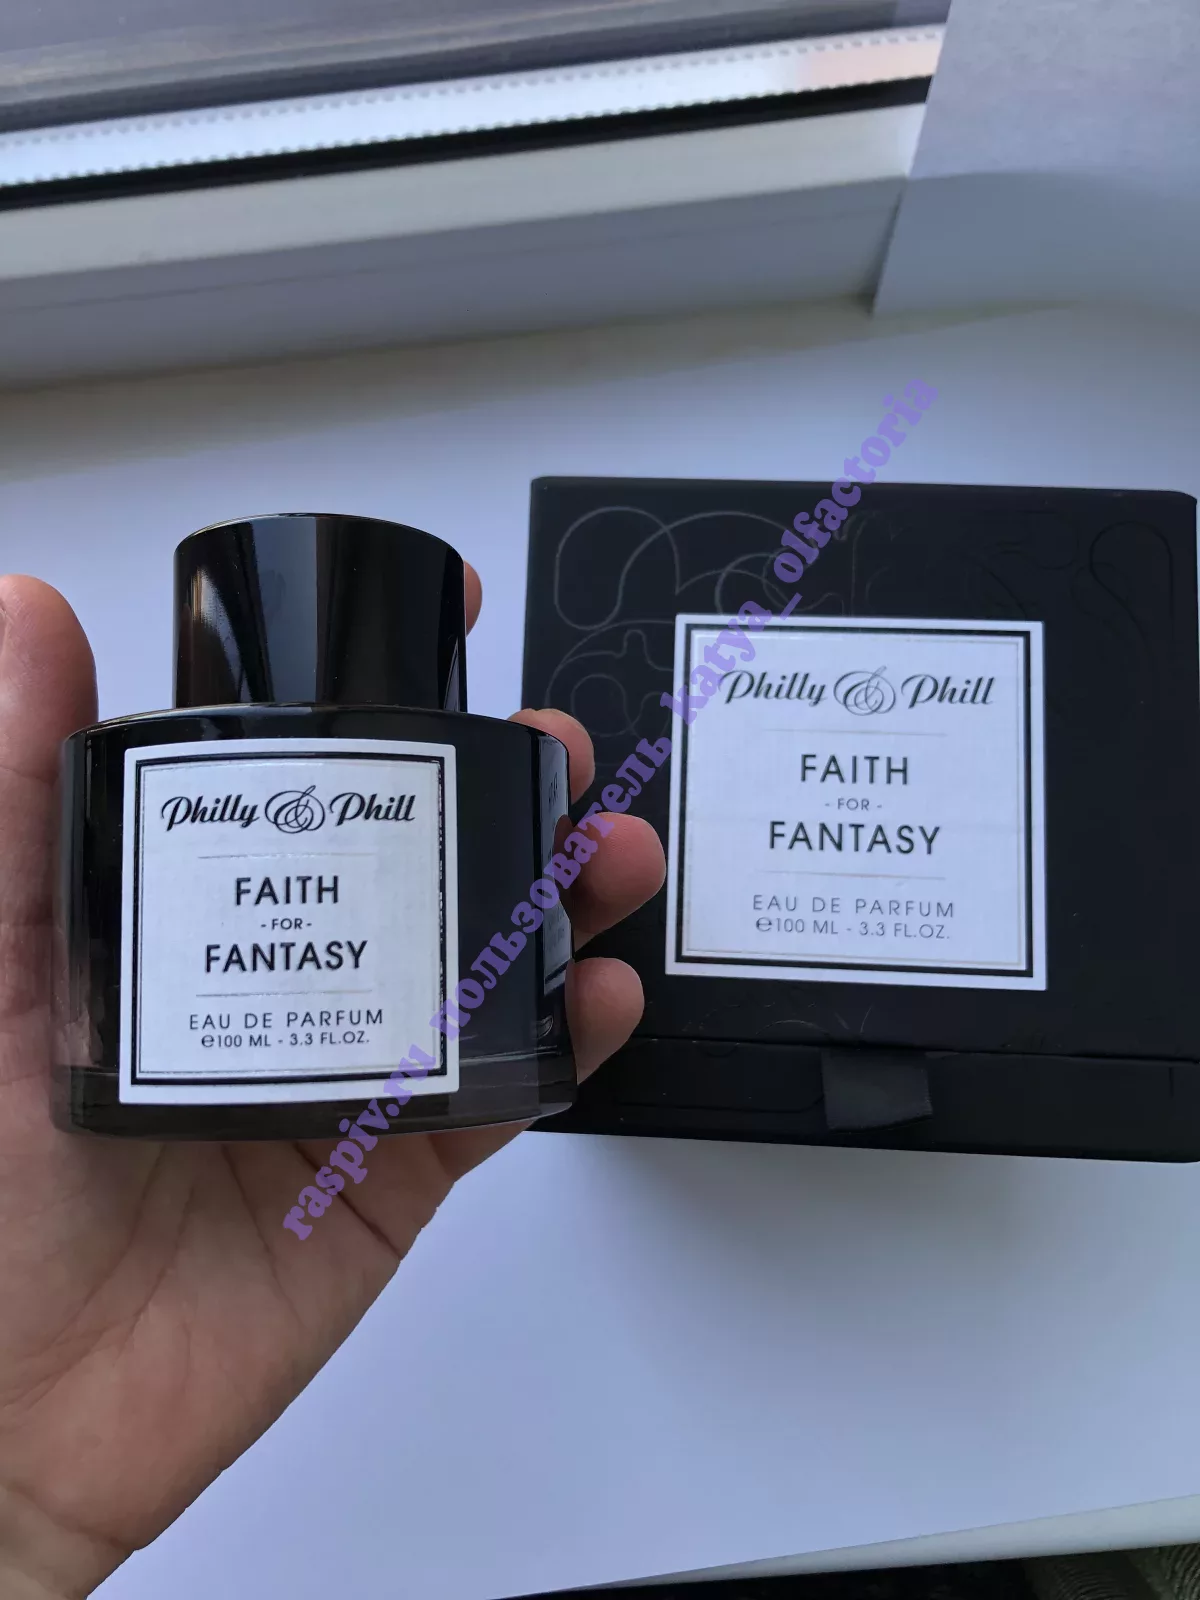 Philly & Phill
FAITH
- FOR -
FANTASY
EAU DE PARFUM
℮100 ML - 3.3 FL.OZ.
Philly & Phill
FAITH
- FOR -
FANTASY
EAU DE PARFUM
℮100 ML - 3.3 FL.OZ.
raspiv.ru пользователь katya_olfactoria